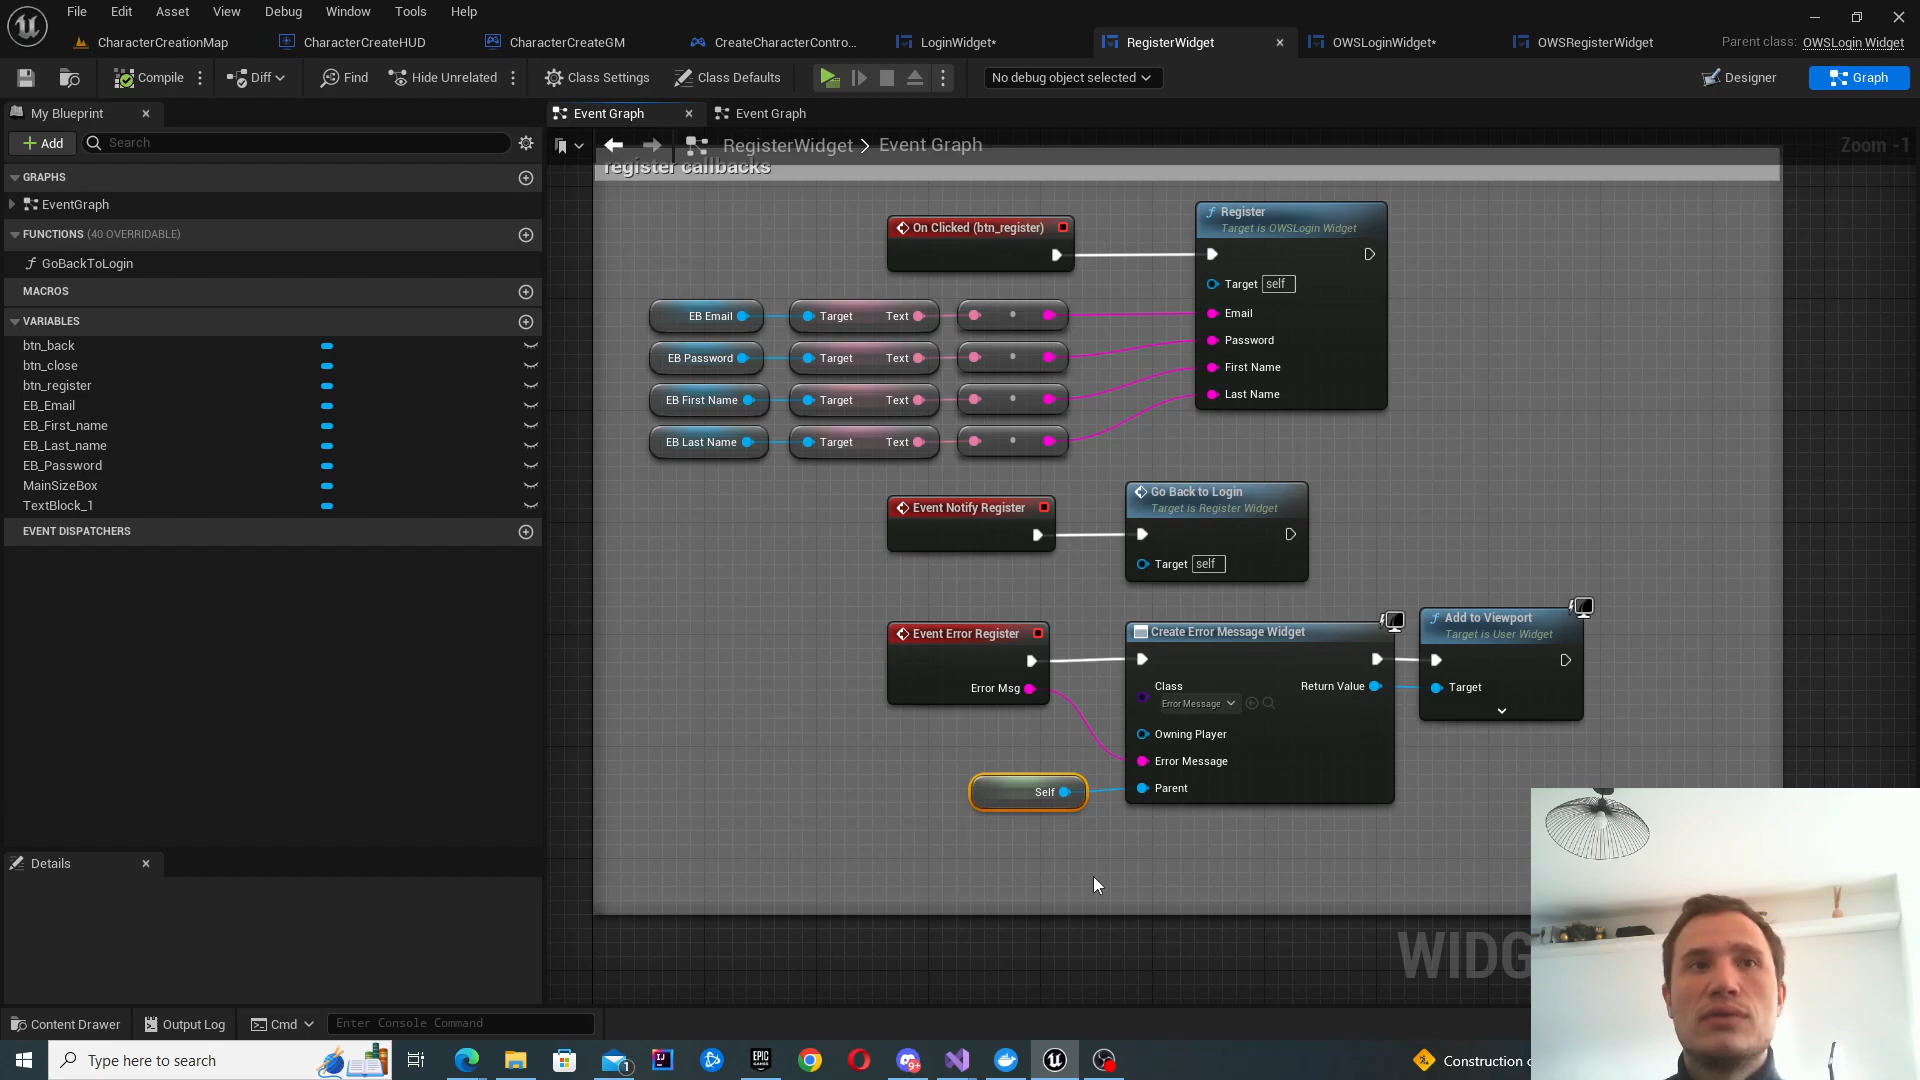 File Edit Asset View Debug Window Tools Help
CharacterCreationMap CharacterCreateHUD CharacterCreateGM CreateCharacterContro... LoginWidget* RegisterWidget OWSLoginWidget* OWSRegisterWidget Parent class: OWSLogin Widget
Compile Diff Find Hide Unrelated Class Settings Class Defaults No debug object selected Designer Graph
My Blueprint
Event Graph Event Graph
Add Search
RegisterWidget > Event Graph Zoom -1
register callbacks
GRAPHS
EventGraph
FUNCTIONS (40 OVERRIDABLE)
GoBackToLogin
MACROS
VARIABLES
btn_back
btn_close
btn_register
EB_Email
EB_First_name
EB_Last_name
EB_Password
MainSizeBox
TextBlock_1
EVENT DISPATCHERS
On Clicked (btn_register)
Register
Target is OWSLogin Widget
Target self
Email
Password
First Name
Last Name
EB Email Target Text
EB Password Target Text
EB First Name Target Text
EB Last Name Target Text
Event Notify Register
Go Back to Login
Target is Register Widget
Target self
Event Error Register
Error Msg
Create Error Message Widget
Class
Error Message
Return Value
Owning Player
Error Message
Parent
Add to Viewport
Target is User Widget
Target
Self
WIDG
Details
Content Drawer Output Log Cmd Enter Console Command
Type here to search
1
EPIC
GAMES
9+
Construction